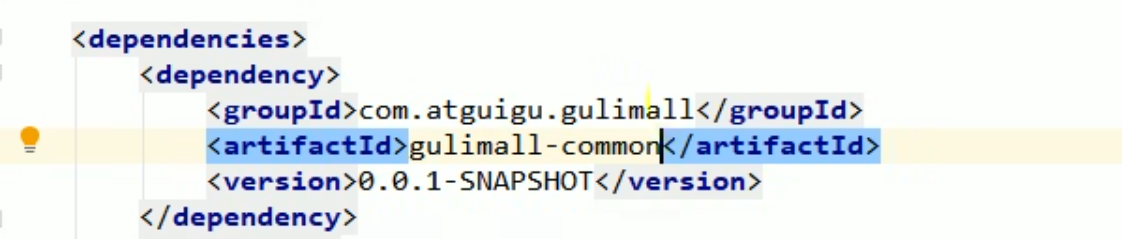 <dependencies>
<dependency>
<groupId>com.atguigu.gulimall</groupId>
<artifactId>gulimall-common</artifactId>
<version>0.0.1-SNAPSHOT</version>
</dependency>